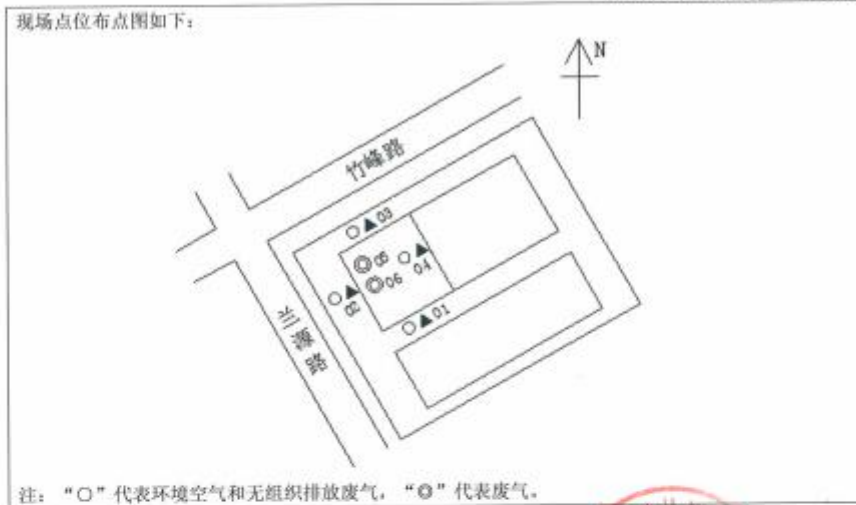 现场点位布点图如下：
N
竹峰路
○▲03
◎05
○▲04
◎06
○▲02
○▲01
兰源路
注：“○”代表环境空气和无组织排放废气，“◎”代表废气。